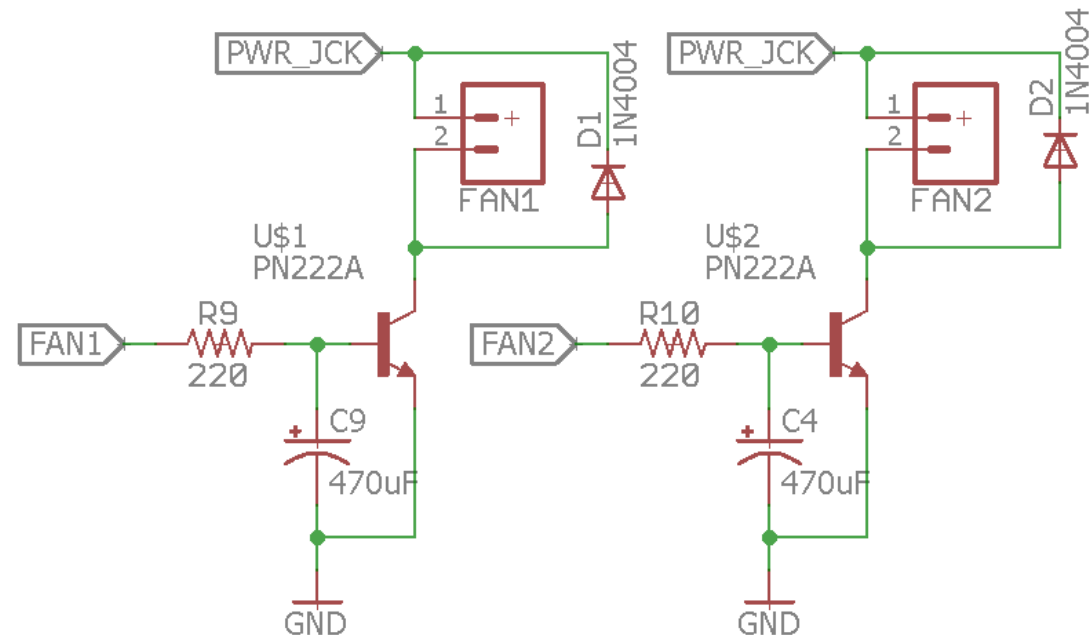 PWR_JCK
1
2
+
FAN1
D1
1N4004
U$1
PN222A
FAN1
R9
220
+
C9
470uF
GND
PWR_JCK
1
2
+
FAN2
D2
1N4004
U$2
PN222A
FAN2
R10
220
+
C4
470uF
GND